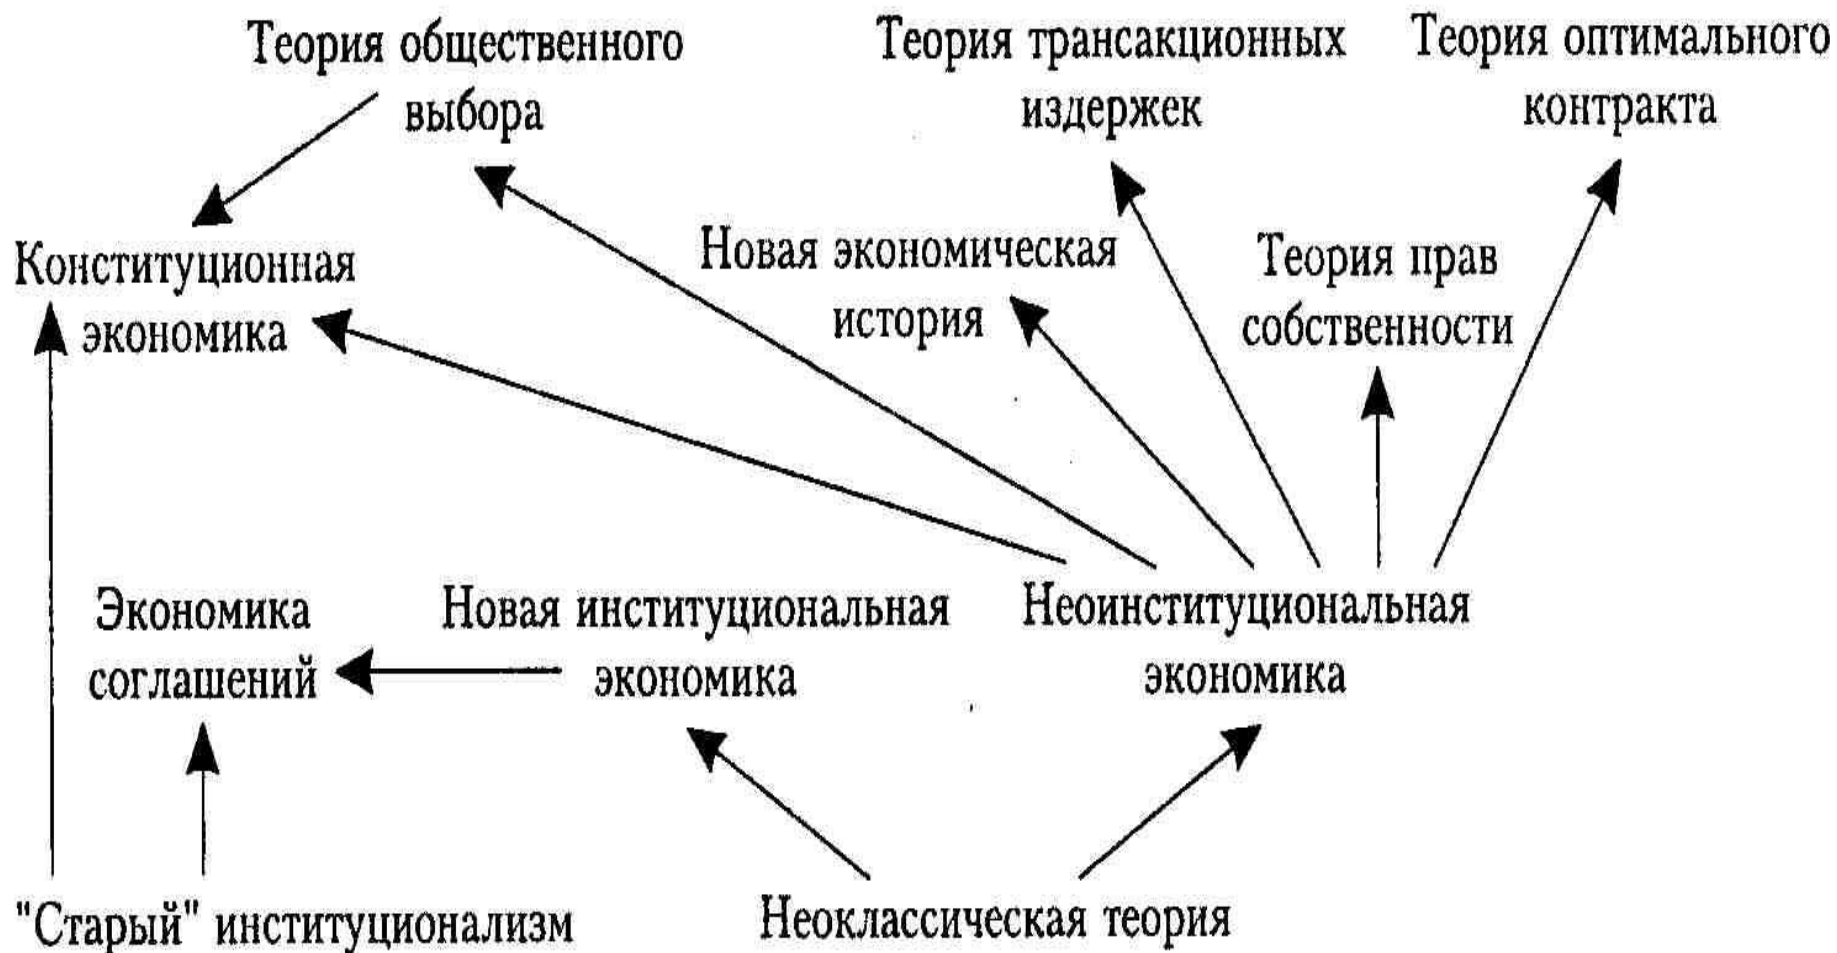 Теория общественного
выбора
Теория трансакционных
издержек
Теория оптимального
контракта
Конституционная
экономика
Новая экономическая
история
Теория прав
собственности
Экономика
соглашений
Новая институциональная
экономика
Неоинституциональная
экономика
"Старый" институционализм
Неоклассическая теория